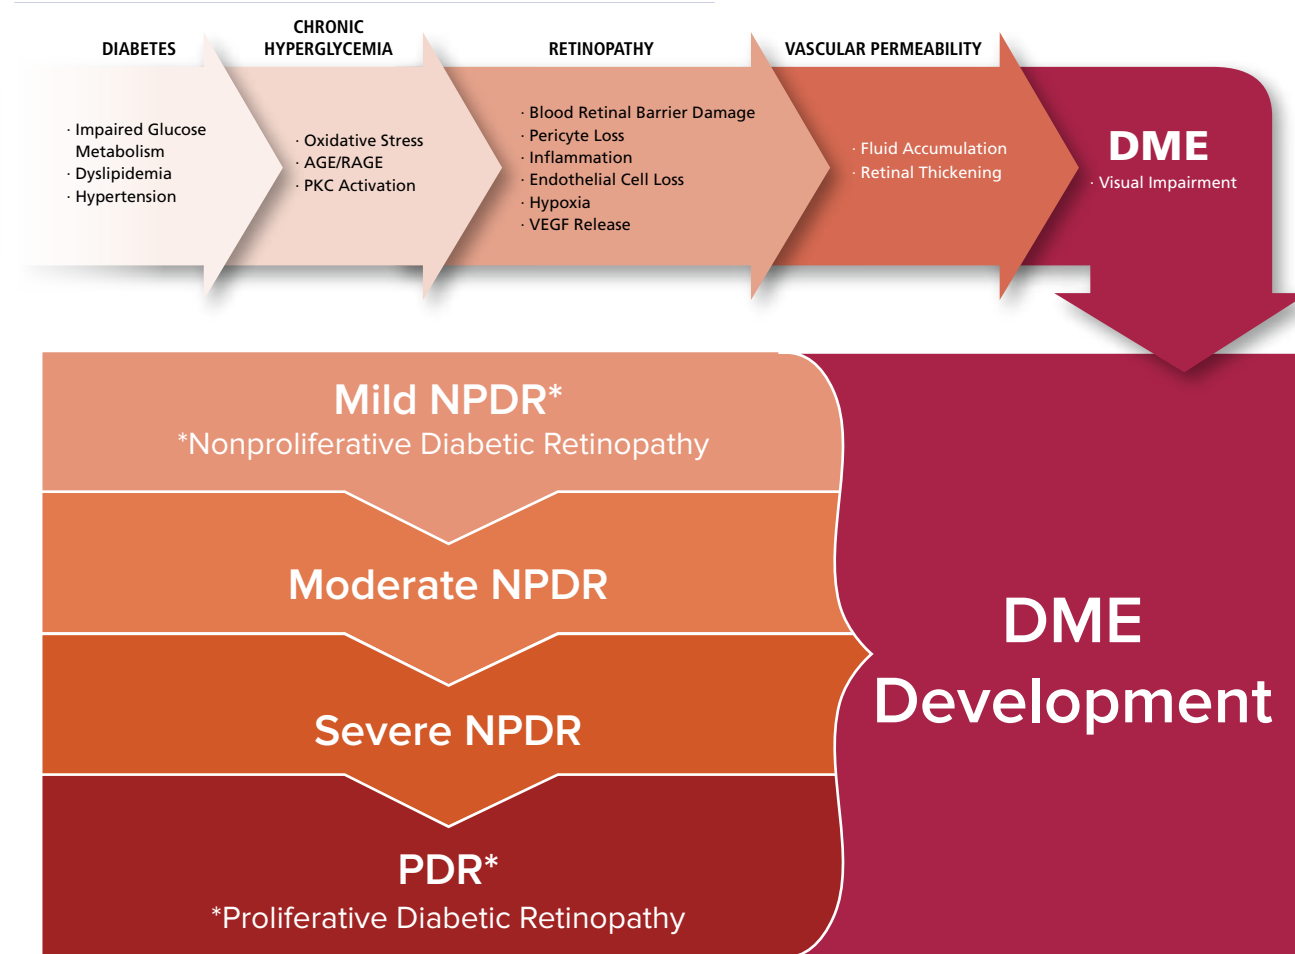 DIABETES
· Impaired Glucose
Metabolism
· Dyslipidemia
· Hypertension
CHRONIC
HYPERGLYCEMIA
· Oxidative Stress
· AGE/RAGE
· PKC Activation
RETINOPATHY
· Blood Retinal Barrier Damage
· Pericyte Loss
· Inflammation
· Endothelial Cell Loss
· Hypoxia
· VEGF Release
VASCULAR PERMEABILITY
· Fluid Accumulation
· Retinal Thickening
DME
· Visual Impairment
Mild NPDR*
*Nonproliferative Diabetic Retinopathy
Moderate NPDR
Severe NPDR
PDR*
*Proliferative Diabetic Retinopathy
DME
Development